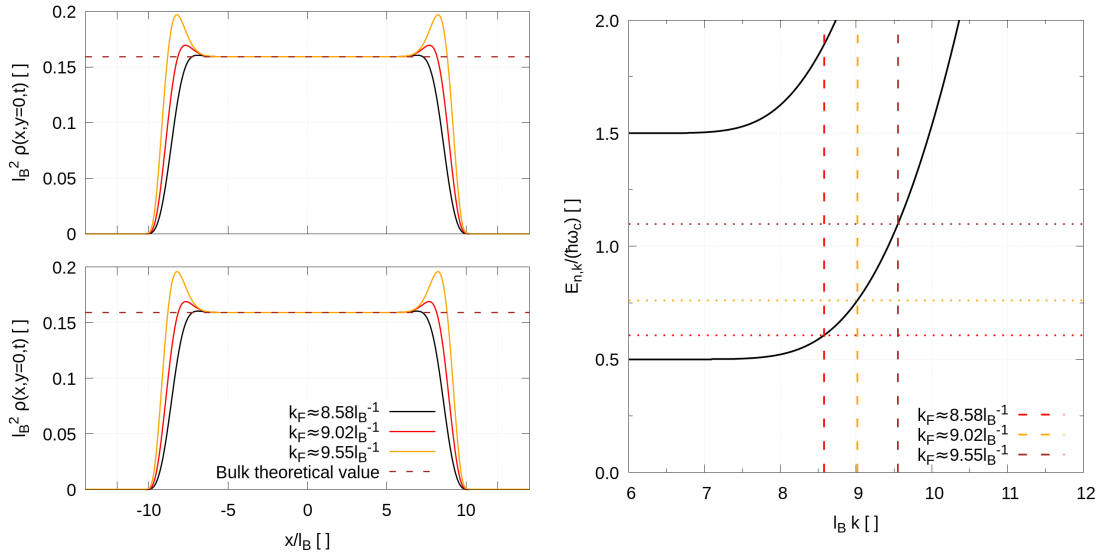 0.2
0.15
0.1
0.05
0
l_B^2 ρ(x,y=0,t) [ ]
0.2
0.15
0.1
0.05
0
l_B^2 ρ(x,y=0,t) [ ]
k_F≈8.58l_B^-1
k_F≈9.02l_B^-1
k_F≈9.55l_B^-1
Bulk theoretical value
-10 -5 0 5 10
x/l_B [ ]
2.0
1.5
1.0
0.5
0.0
E_n,k/(ħω_c) [ ]
k_F≈8.58l_B^-1
k_F≈9.02l_B^-1
k_F≈9.55l_B^-1
6 7 8 9 10 11 12
l_B k [ ]